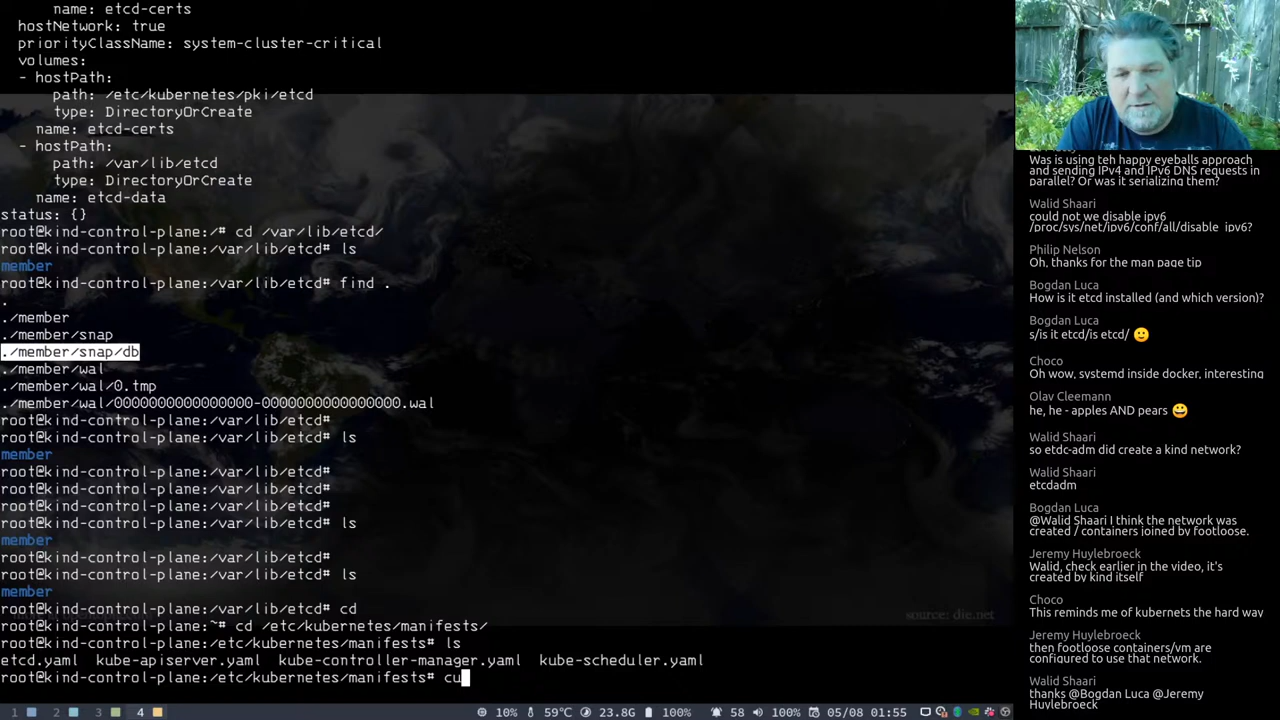 name: etcd-certs
hostNetwork: true
priorityClassName: system-cluster-critical
volumes:
- hostPath:
path: /etc/kubernetes/pki/etcd
type: DirectoryOrCreate
name: etcd-certs
- hostPath:
path: /var/lib/etcd
type: DirectoryOrCreate
name: etcd-data
status: {}
root@kind-control-plane:/# cd /var/lib/etcd/
root@kind-control-plane:/var/lib/etcd# ls
member
root@kind-control-plane:/var/lib/etcd# find .
.
./member
./member/snap
./member/snap/db
./member/wal
./member/wal/0.tmp
./member/wal/0000000000000000-0000000000000000.wal
root@kind-control-plane:/var/lib/etcd#
root@kind-control-plane:/var/lib/etcd# ls
member
root@kind-control-plane:/var/lib/etcd#
root@kind-control-plane:/var/lib/etcd#
root@kind-control-plane:/var/lib/etcd#
root@kind-control-plane:/var/lib/etcd# ls
member
root@kind-control-plane:/var/lib/etcd#
root@kind-control-plane:/var/lib/etcd# ls
member
root@kind-control-plane:/var/lib/etcd# cd
root@kind-control-plane:~# cd /etc/kubernetes/manifests/
root@kind-control-plane:/etc/kubernetes/manifests# ls
etcd.yaml kube-apiserver.yaml kube-controller-manager.yaml kube-scheduler.yaml
root@kind-control-plane:/etc/kubernetes/manifests# cu
source: die.net
1 2 3 4 10% 59°C 23.8G 100% 58 100% 05/08 01:55
Was is using teh happy eyeballs approach
and sending IPv4 and IPv6 DNS requests in
parallel? Or was it serializing them?
Walid Shaari
could not we disable ipv6
/proc/sys/net/ipv6/conf/all/disable_ipv6?
Philip Nelson
Oh, thanks for the man page tip
Bogdan Luca
How is it etcd installed (and which version)?
Bogdan Luca
s/is it etcd/is etcd/ 🙂
Choco
Oh wow, systemd inside docker, interesting
Olav Cleemann
he, he - apples AND pears 😀
Walid Shaari
so etdc-adm did create a kind network?
Walid Shaari
etcdadm
Bogdan Luca
@Walid Shaari I think the network was
created / containers joined by footloose.
Jeremy Huylebroeck
Walid, check earlier in the video, it's
created by kind itself
Choco
This reminds me of kubernets the hard way
Jeremy Huylebroeck
then footloose containers/vm are
configured to use that network.
Walid Shaari
thanks @Bogdan Luca @Jeremy
Huylebroeck